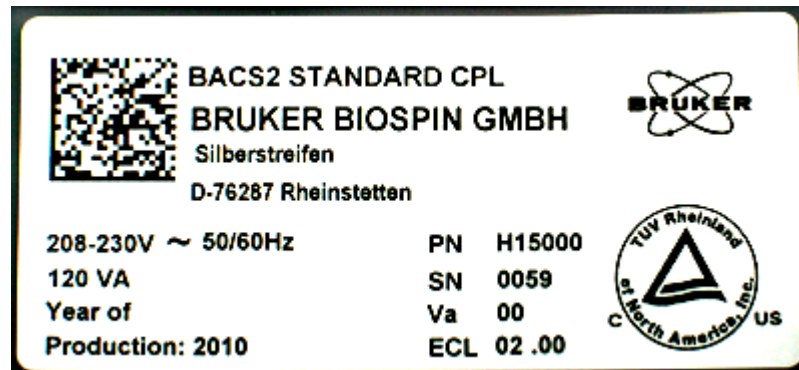 BACS2 STANDARD CPL
BRUKER BIOSPIN GMBH
Silberstreifen
D-76287 Rheinstetten
BRUKER
208-230V ~ 50/60Hz
120 VA
Year of
Production: 2010
PN H15000
SN 0059
Va 00
ECL 02 .00
TUV Rheinland
of North America, Inc.
C US